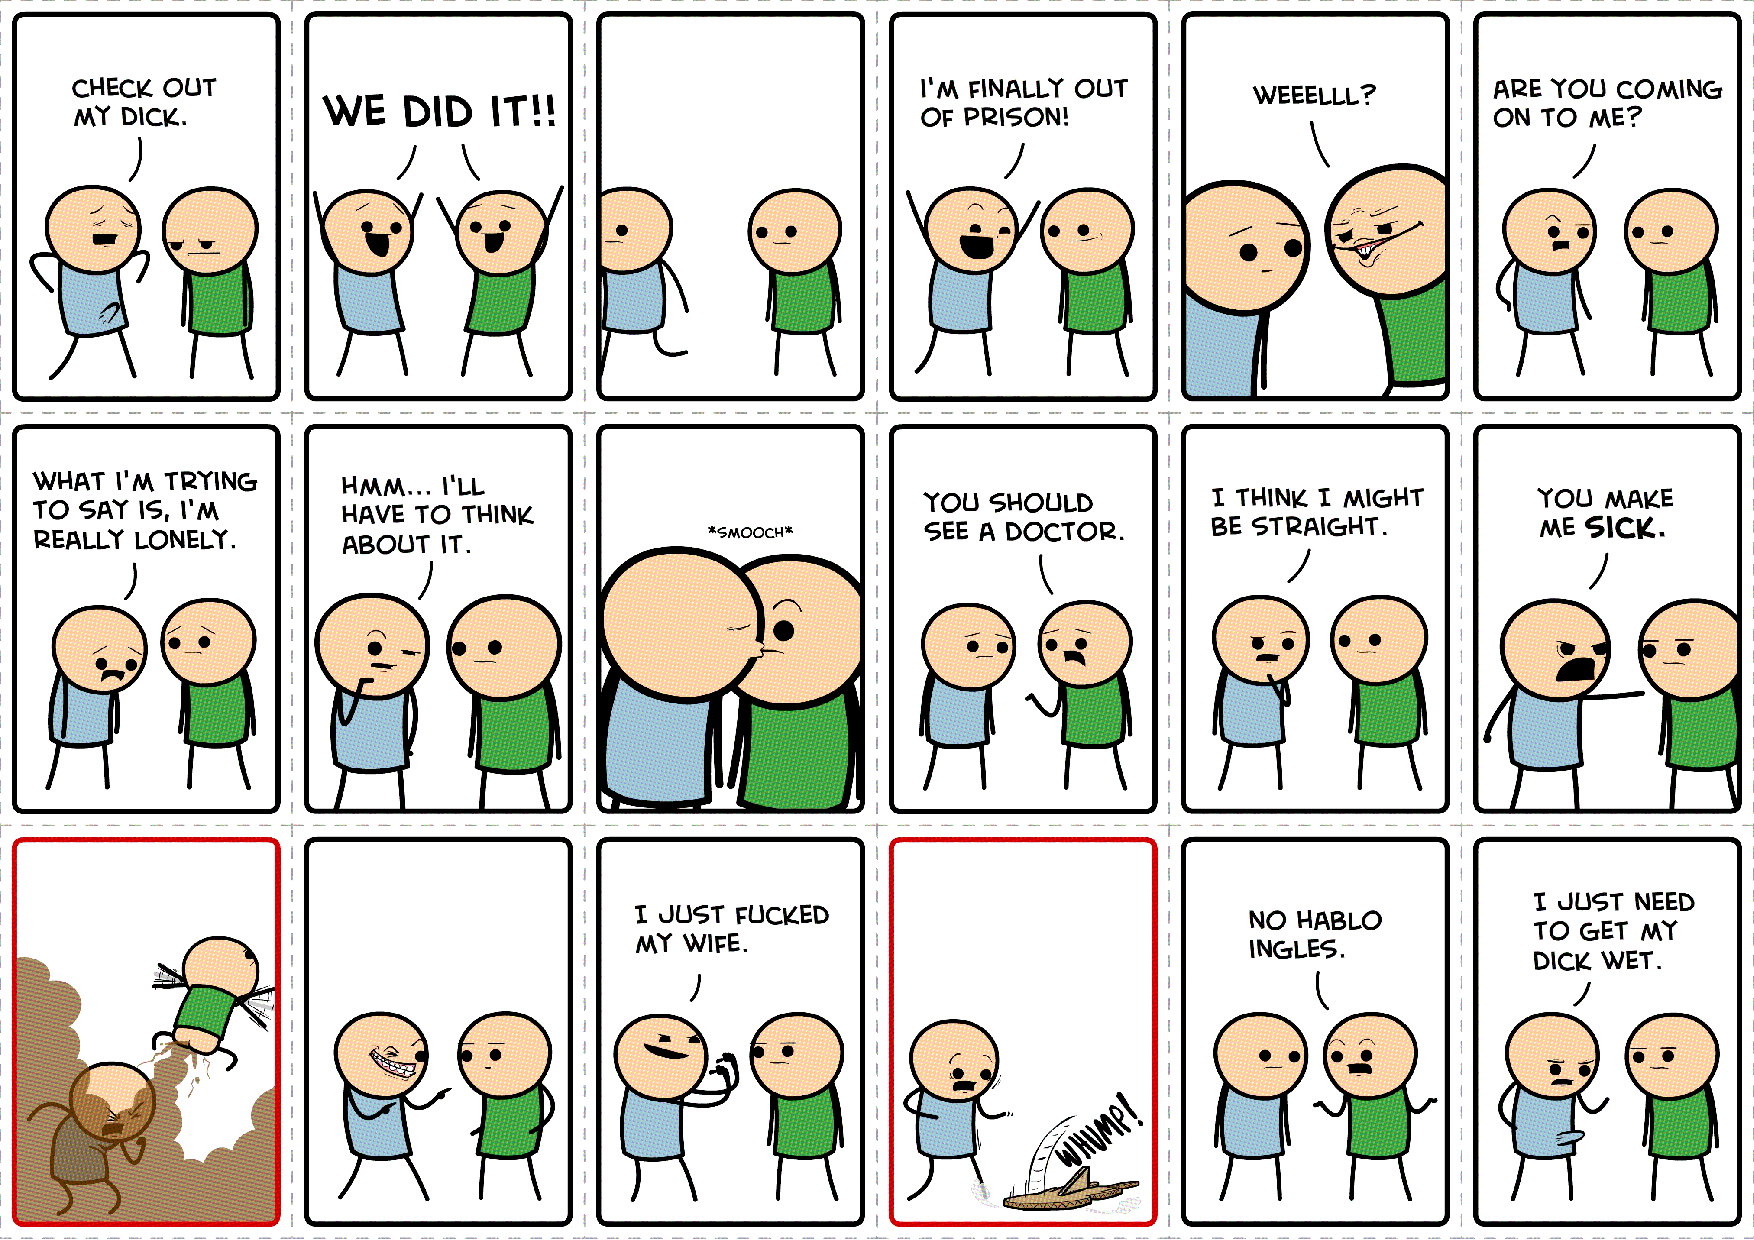 CHECK OUT
MY DICK.
WE DID IT!!
I'M FINALLY OUT
OF PRISON!
WEEELLL?
ARE YOU COMING
ON TO ME?
WHAT I'M TRYING
TO SAY IS, I'M
REALLY LONELY.
HMM... I'LL
HAVE TO THINK
ABOUT IT.
*SMOOCH*
YOU SHOULD
SEE A DOCTOR.
I THINK I MIGHT
BE STRAIGHT.
YOU MAKE
ME SICK.
I JUST FUCKED
MY WIFE.
WHUMP!
NO HABLO
INGLES.
I JUST NEED
TO GET MY
DICK WET.